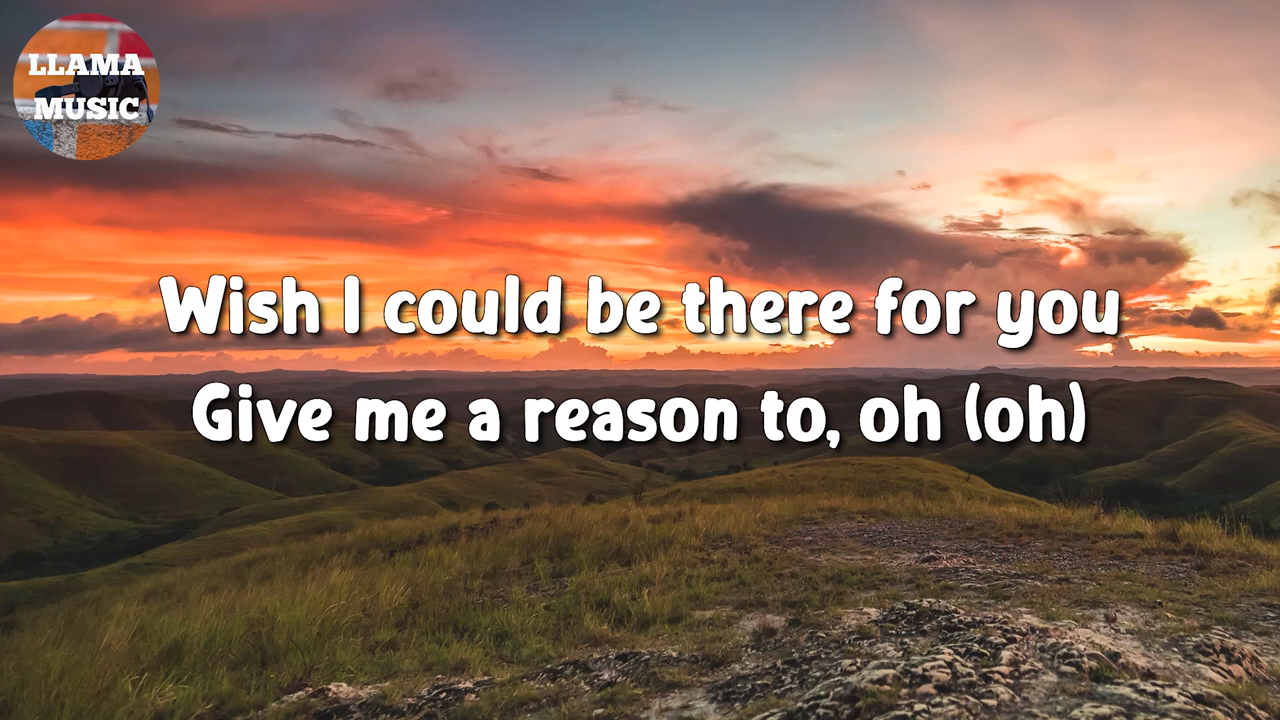 LLAMA
MUSIC
Wish I could be there for you
Give me a reason to, oh (oh)